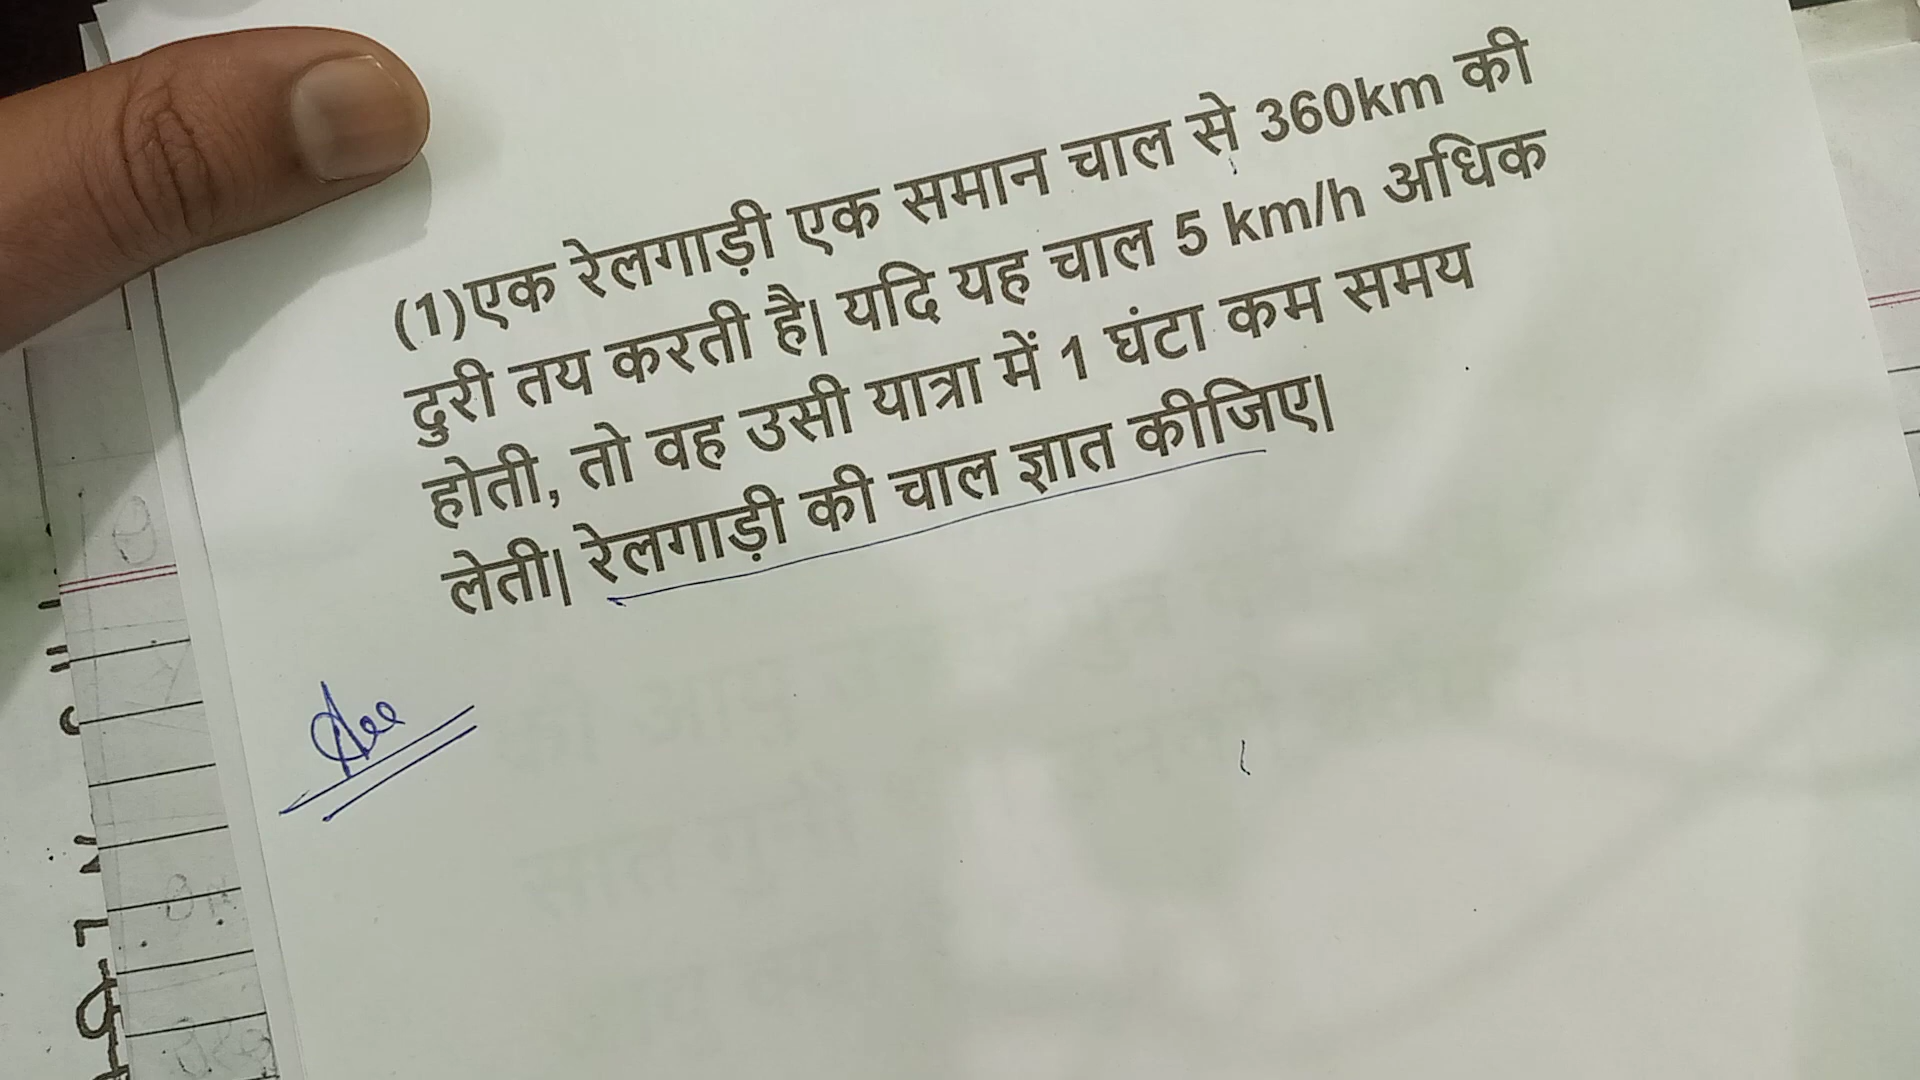 (1)एक रेलगाड़ी एक समान चाल से 360km की
दुरी तय करती है| यदि यह चाल 5 km/h अधिक
होती, तो वह उसी यात्रा में 1 घंटा कम समय
लेती| रेलगाड़ी की चाल ज्ञात कीजिए|